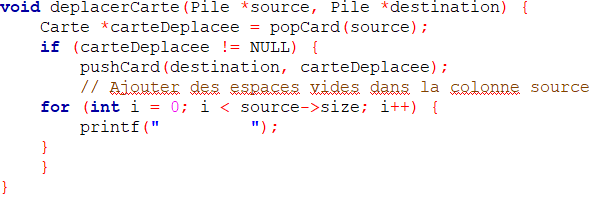 void deplacerCarte(Pile *source, Pile *destination) {
    Carte *carteDeplacee = popCard(source);
    if (carteDeplacee != NULL) {
        pushCard(destination, carteDeplacee);
        // Ajouter des espaces vides dans la colonne source
    for (int i = 0; i < source->size; i++) {
        printf("         ");
    }
    }
}